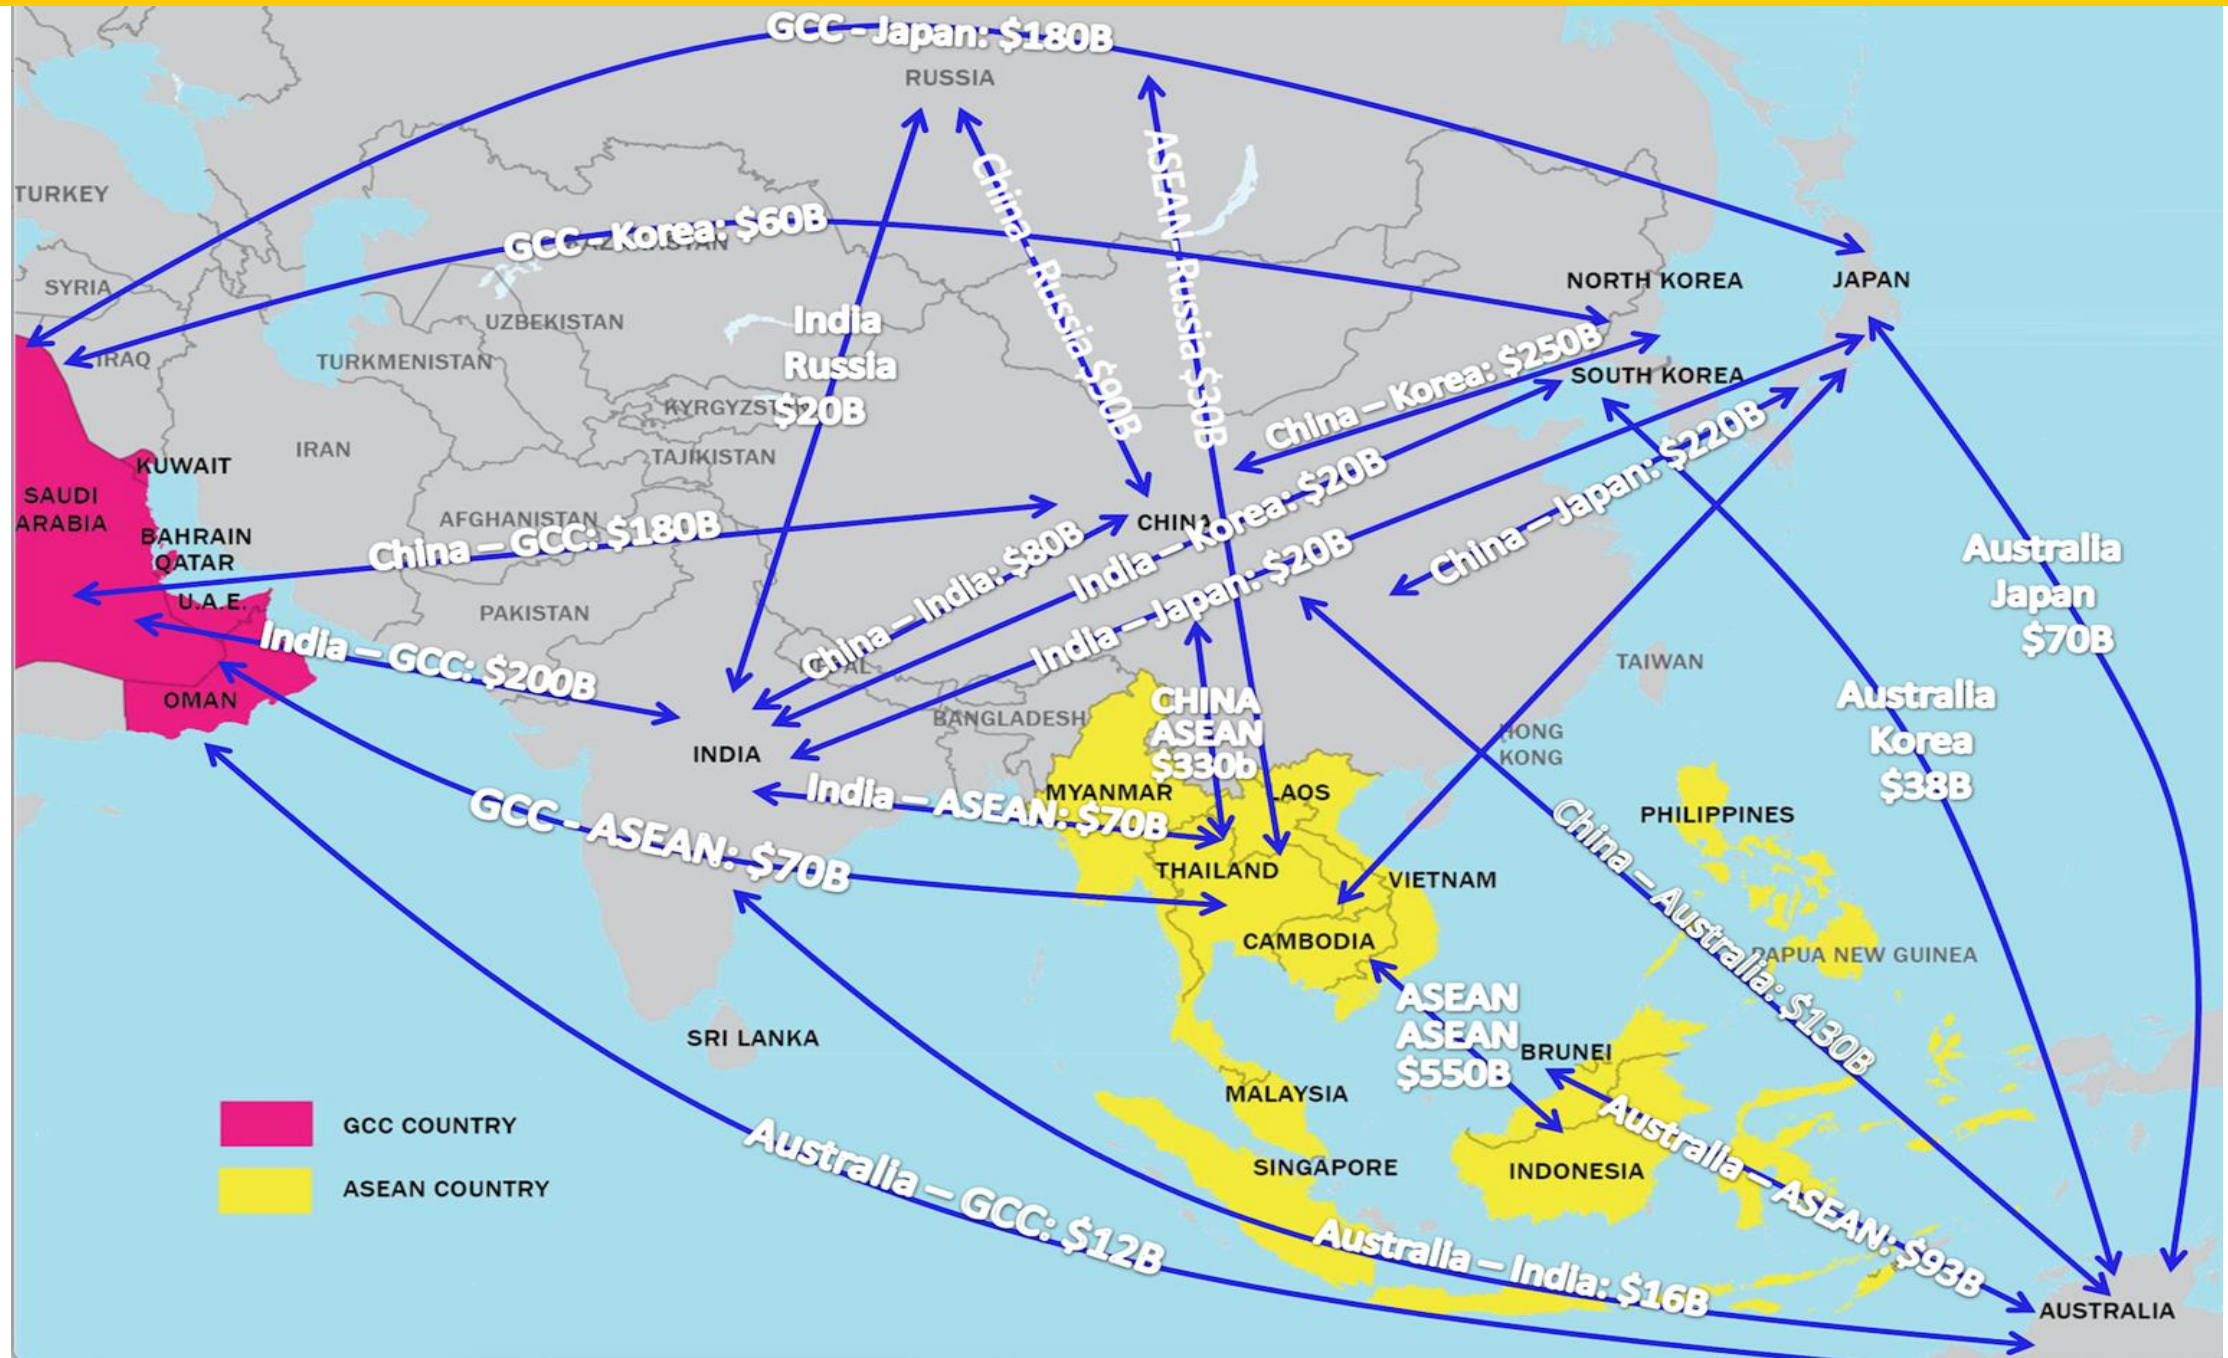 GCC - Japan: $180B
RUSSIA
TURKEY
GCC - Korea: $60B
SYRIA
NORTH KOREA
JAPAN
UZBEKISTAN
India
Russia
$20B
China - Russia $90B
ASEAN- Russia $30B
IRAQ
TURKMENISTAN
China – Korea: $250B
SOUTH KOREA
IRAN
TAJIKISTAN
KUWAIT
SAUDI
ARABIA
AFGHANISTAN
China – GCC: $180B
CHINA
India – Korea: $20B
China – Japan: $220B
BAHRAIN
QATAR
China – India: $80B
India – Japan: $20B
Australia
Japan
$70B
U.A.E.
PAKISTAN
India – GCC: $200B
TAIWAN
OMAN
CHINA
ASEAN
$330b
Australia
Korea
$38B
BANGLADESH
HONG
KONG
INDIA
India – ASEAN: $70B
MYANMAR
LAOS
PHILIPPINES
GCC - ASEAN: $70B
THAILAND
VIETNAM
CAMBODIA
China – Australia: $130B
PAPUA NEW GUINEA
ASEAN
ASEAN
$550B
SRI LANKA
BRUNEI
MALAYSIA
GCC COUNTRY
Australia – GCC: $12B
SINGAPORE
INDONESIA
Australia – ASEAN: $93B
ASEAN COUNTRY
Australia – India: $16B
AUSTRALIA